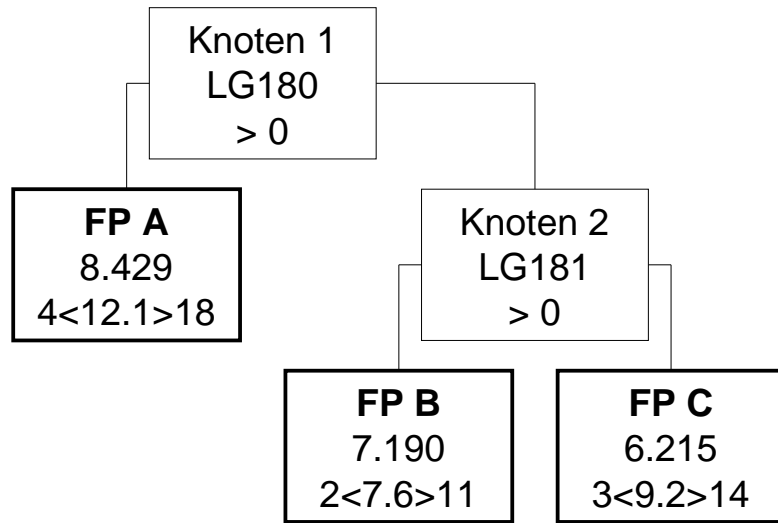 Knoten 1
LG180
> 0
FP A
8.429
4<12.1>18
Knoten 2
LG181
> 0
FP B
7.190
2<7.6>11
FP C
6.215
3<9.2>14